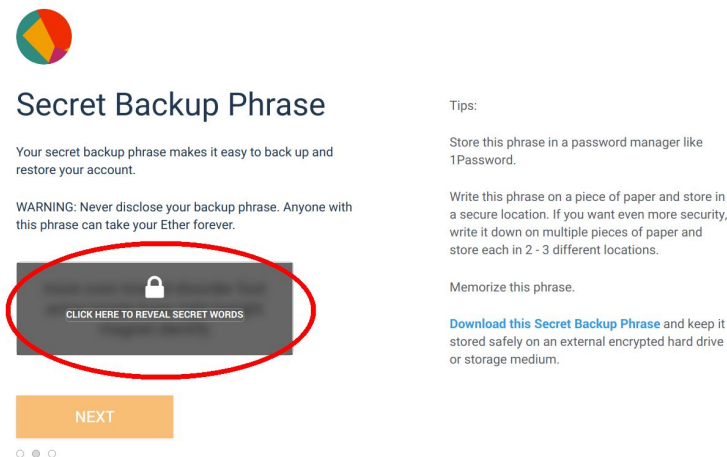 Secret Backup Phrase
Your secret backup phrase makes it easy to back up and
restore your account.
WARNING: Never disclose your backup phrase. Anyone with
this phrase can take your Ether forever.
CLICK HERE TO REVEAL SECRET WORDS
NEXT
Tips:
Store this phrase in a password manager like
1Password.
Write this phrase on a piece of paper and store in
a secure location. If you want even more security,
write it down on multiple pieces of paper and
store each in 2 - 3 different locations.
Memorize this phrase.
Download this Secret Backup Phrase and keep it
stored safely on an external encrypted hard drive
or storage medium.